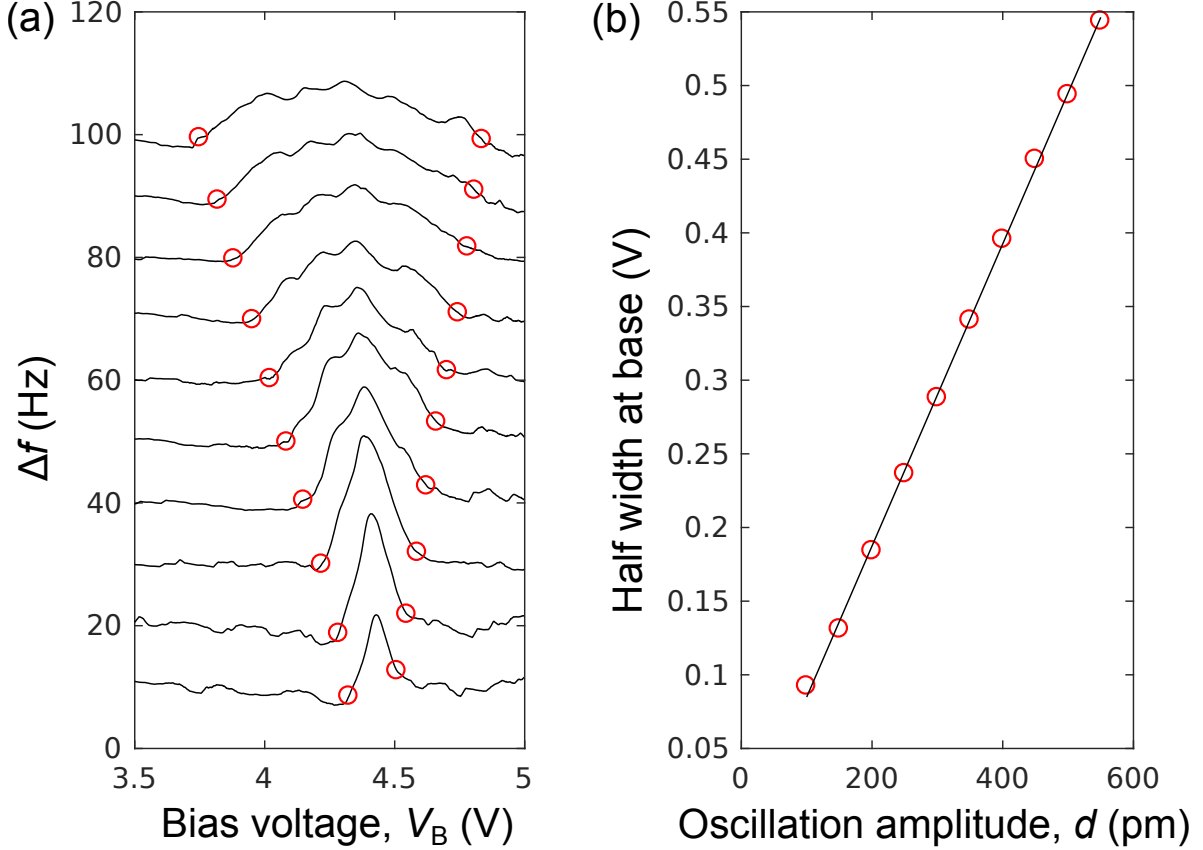 (a)
120
100
80
60
40
20
0
Δf (Hz)
3.5 4 4.5 5
Bias voltage, V_B (V)
(b)
0.55
0.5
0.45
0.4
0.35
0.3
0.25
0.2
0.15
0.1
0.05
Half width at base (V)
0 200 400 600
Oscillation amplitude, d (pm)